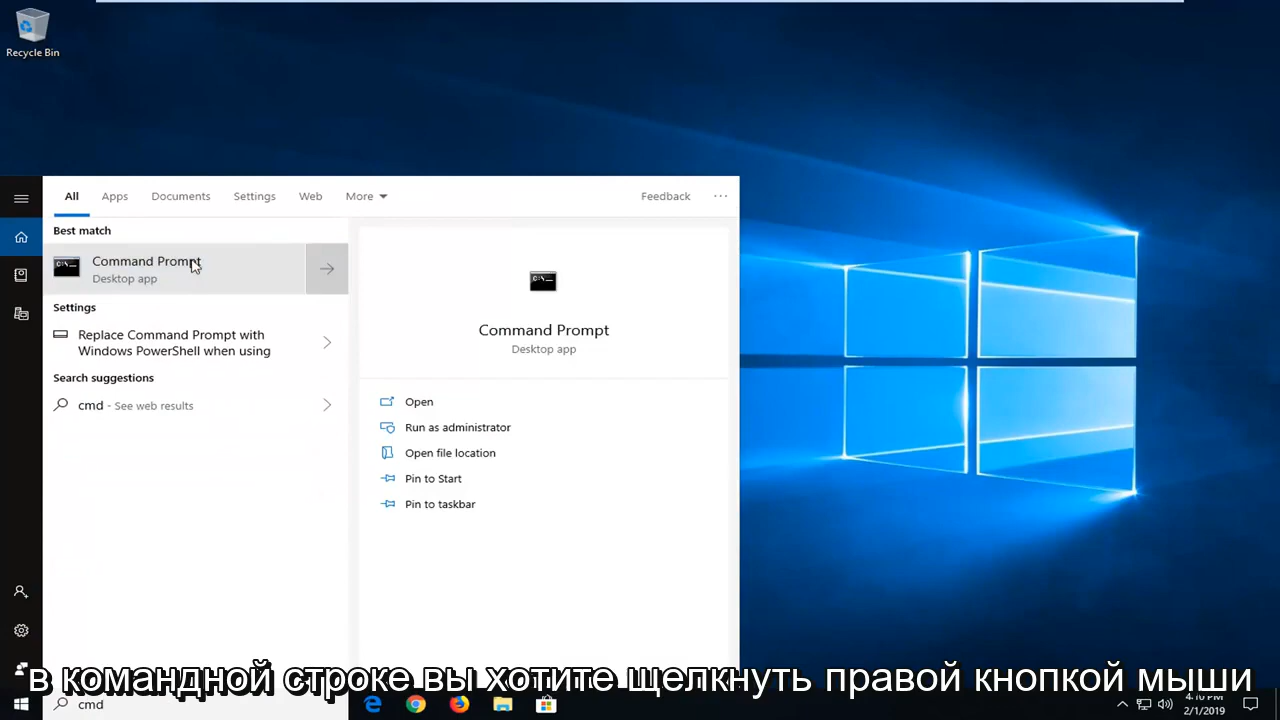 Recycle Bin
All Apps Documents Settings Web More Feedback ...
Best match
Command Prompt
Desktop app
Settings
Replace Command Prompt with
Windows PowerShell when using
Search suggestions
cmd - See web results
Command Prompt
Desktop app
Open
Run as administrator
Open file location
Pin to Start
Pin to taskbar
в командной строке вы хотите щелкнуть правой кнопкой мыши
cmd
4:10 PM
2/1/2019